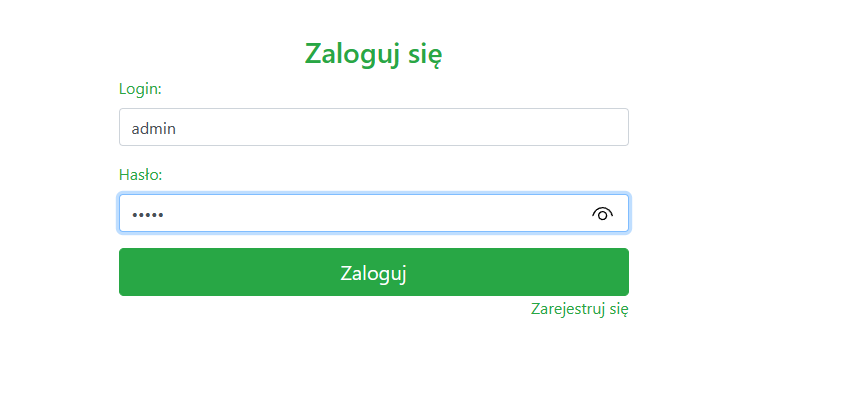 Zaloguj się
Login:
admin
Hasło:
•••••
Zaloguj
Zarejestruj się